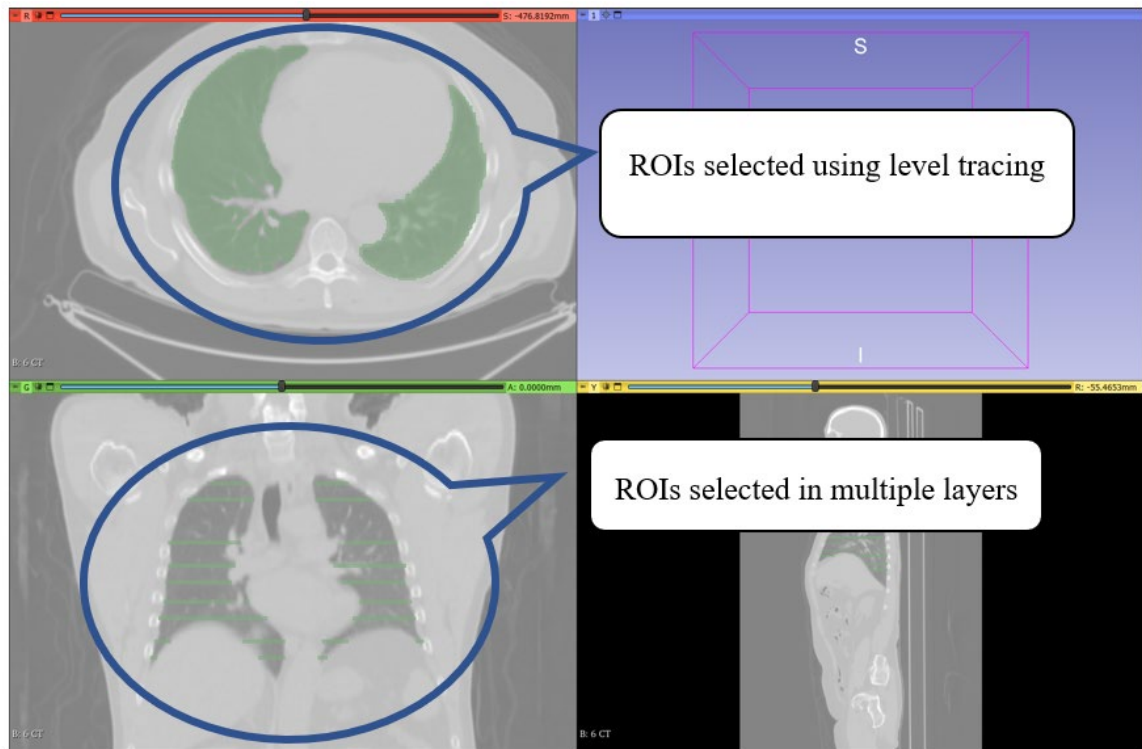 R
S: -476.8192mm
1
S
ROIs selected using level tracing
I
B: 6 CT
G
A: 0.0000mm
Y
R: -55.4653mm
ROIs selected in multiple layers
B: 6 CT
B: 6 CT